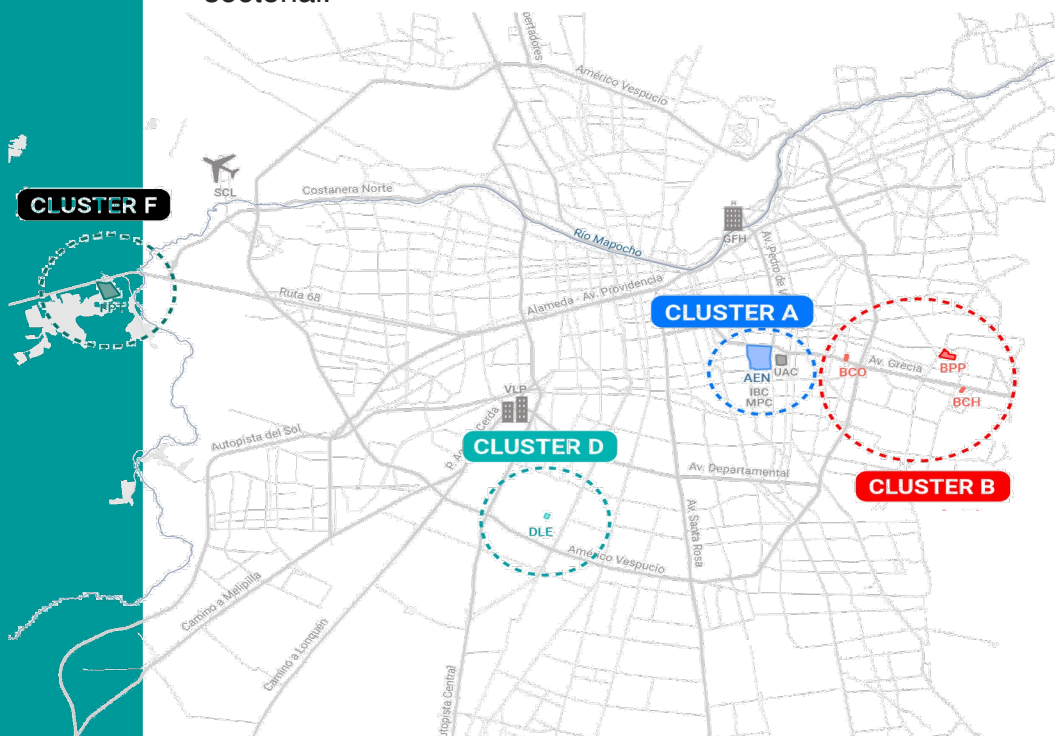 sectorial.
Américo Vespucio
SCL
Costanera Norte
CLUSTER F
GFH
Río Mapocho
Ruta 68
Alameda - Av. Providencia
CLUSTER A
AEN
UAC
IBC
MPC
BCO
Av. Grecia
BPP
BCH
VLP
Autopista del Sol
CLUSTER D
Av. Departamental
CLUSTER B
DLE
Av. Santa Rosa
Américo Vespucio
Camino a Melipilla
Camino a Lonquén